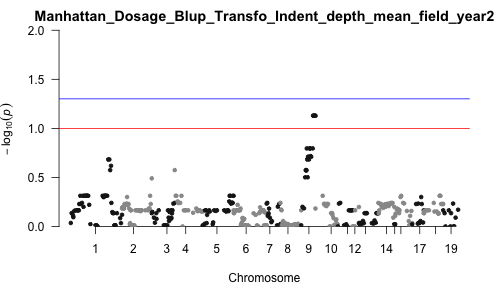 Manhattan_Dosage_Blup_Transfo_Indent_depth_mean_field_year2
2.0
1.5
1.0
0.5
0.0
− log10(p)
1 2 3 4 5 6 7 8 9 10 12 14 17 19
Chromosome